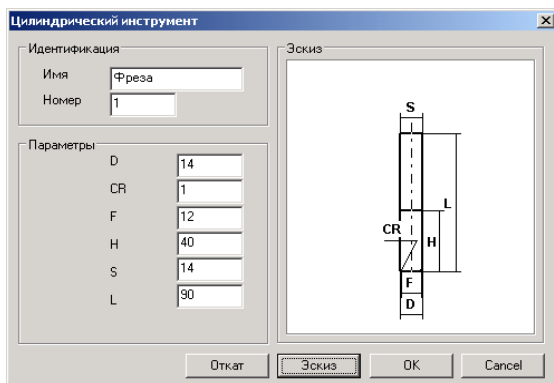 Цилиндрический инструмент
Идентификация
Имя Фреза
Номер 1
Параметры
D 14
CR 1
F 12
H 40
S 14
L 90
Эскиз
S
L
CR
H
F
D
Откат Эскиз OK Cancel